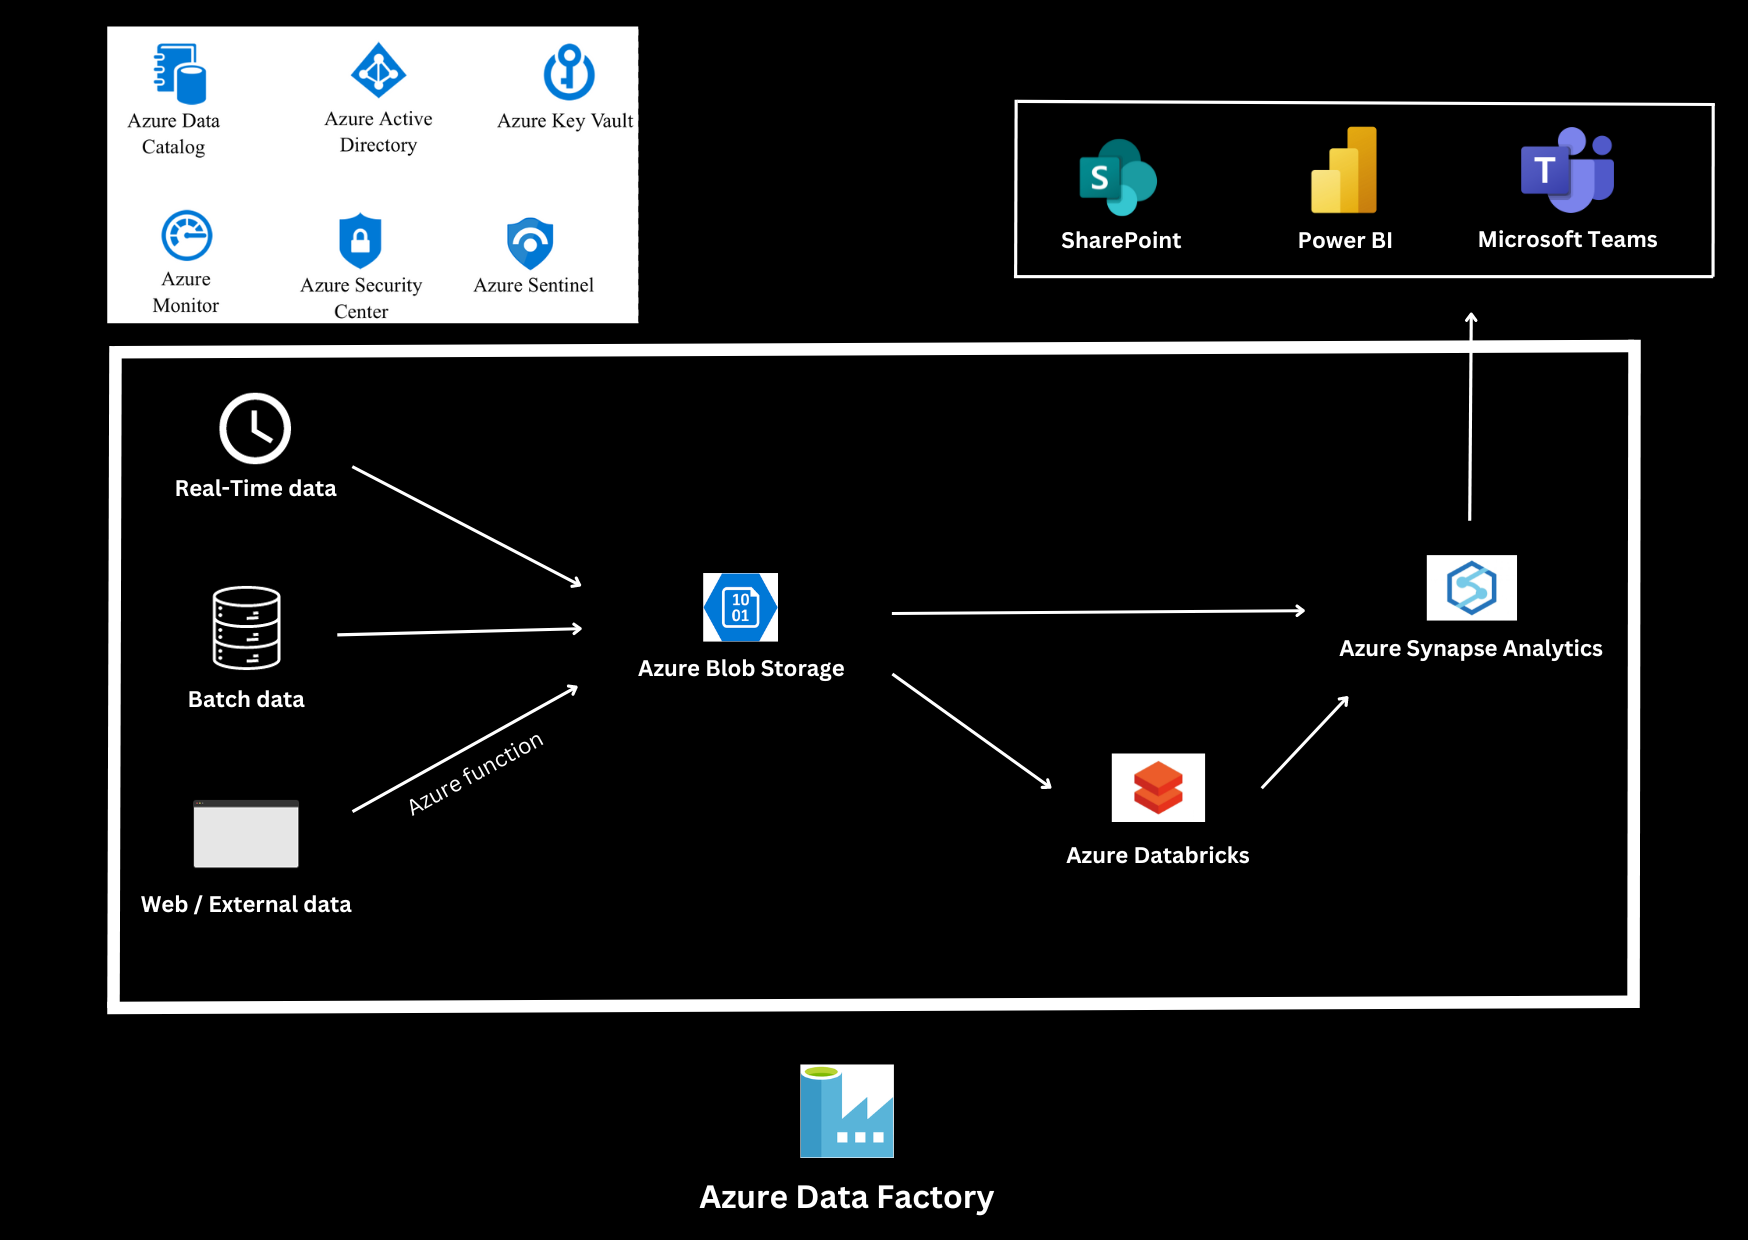 Azure Data
Catalog
Azure Active
Directory
Azure Key Vault
Azure
Monitor
Azure Security
Center
Azure Sentinel
S
SharePoint
Power BI
T
Microsoft Teams
Real-Time data
Batch data
Azure function
Web / External data
10
01
Azure Blob Storage
Azure Synapse Analytics
Azure Databricks
Azure Data Factory